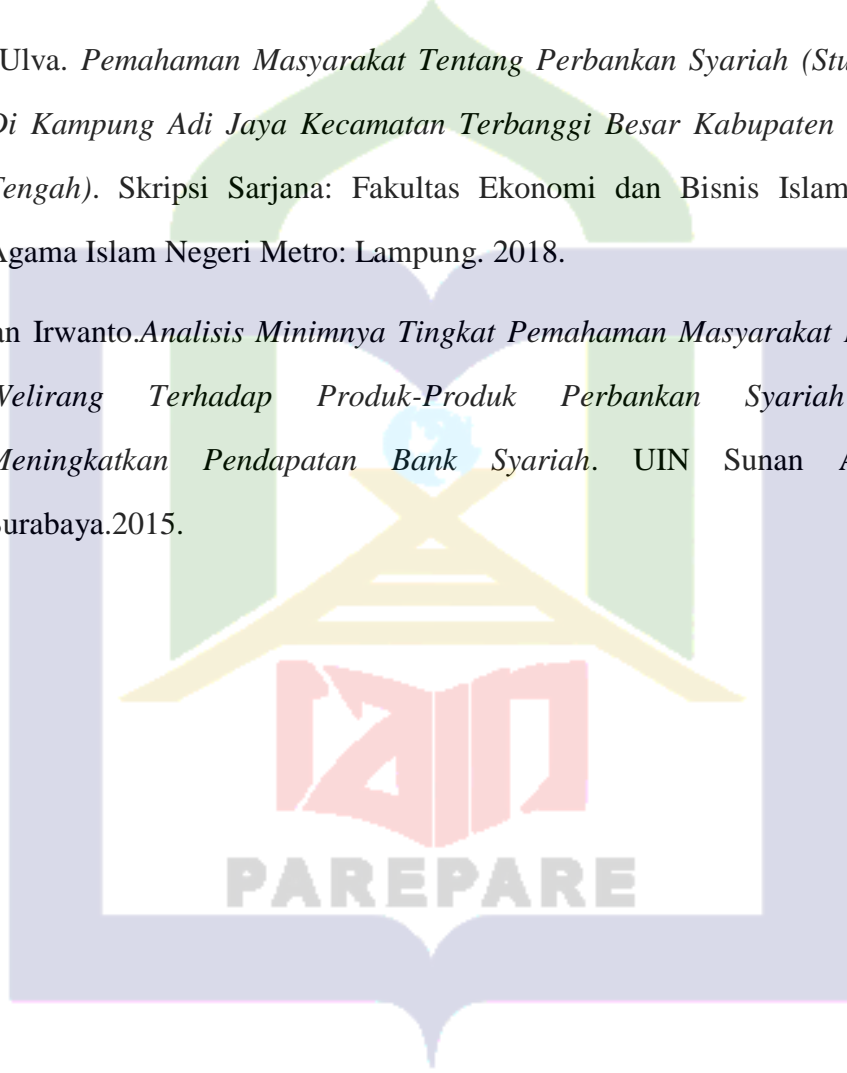 Ulva. Pemahaman Masyarakat Tentang Perbankan Syariah (Stu
Di Kampung Adi Jaya Kecamatan Terbanggi Besar Kabupaten
Tengah). Skripsi Sarjana: Fakultas Ekonomi dan Bisnis Islam
Agama Islam Negeri Metro: Lampung. 2018.
an Irwanto.Analisis Minimnya Tingkat Pemahaman Masyarakat
Welirang Terhadap Produk-Produk Perbankan Syariah
Meningkatkan Pendapatan Bank Syariah. UIN Sunan A
Surabaya.2015.
iain
PAREPARE